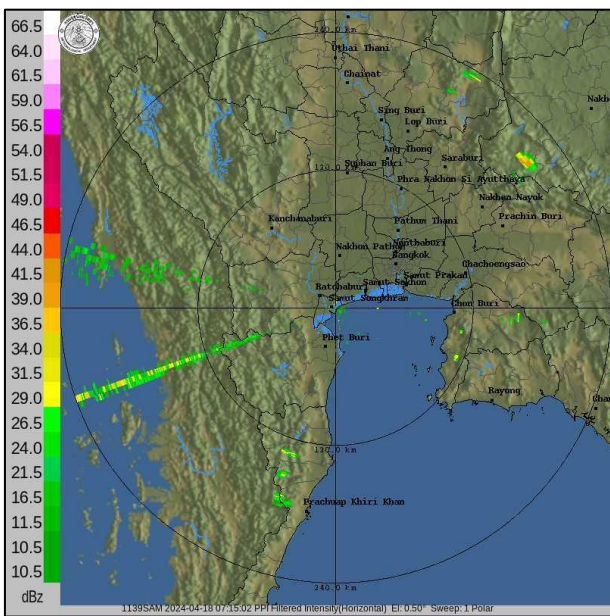 66.5
64.0
61.5
59.0
56.5
54.0
51.5
49.0
46.5
44.0
41.5
39.0
36.5
34.0
31.5
29.0
26.5
24.0
21.5
16.5
15.5
11.5
10.5
dBz
240.0 km
Uthai Thani
Chainat
Sing Buri
Lop Buri
Ang Thong
Saraburi
Suphan Buri
120.0 km
Phra Nakhon Si Ayutthaya
Nakhon Nayok
Prachin Buri
Kanchanaburi
Pathum Thani
Nonthaburi
Nakhon Pathom
Bangkok
Chachoengsao
Samut Prakan
Samut Sakhon
Ratchaburi
Samut Songkhram
Chon Buri
Phet Buri
Rayong
Chan
120.0 km
Prachuap Khiri Khan
240.0 km
1139SAM 2024-04-18 07:15:02 PPI Filtered Intensity(Horizontal) El: 0.50° Sweep: 1 Polar